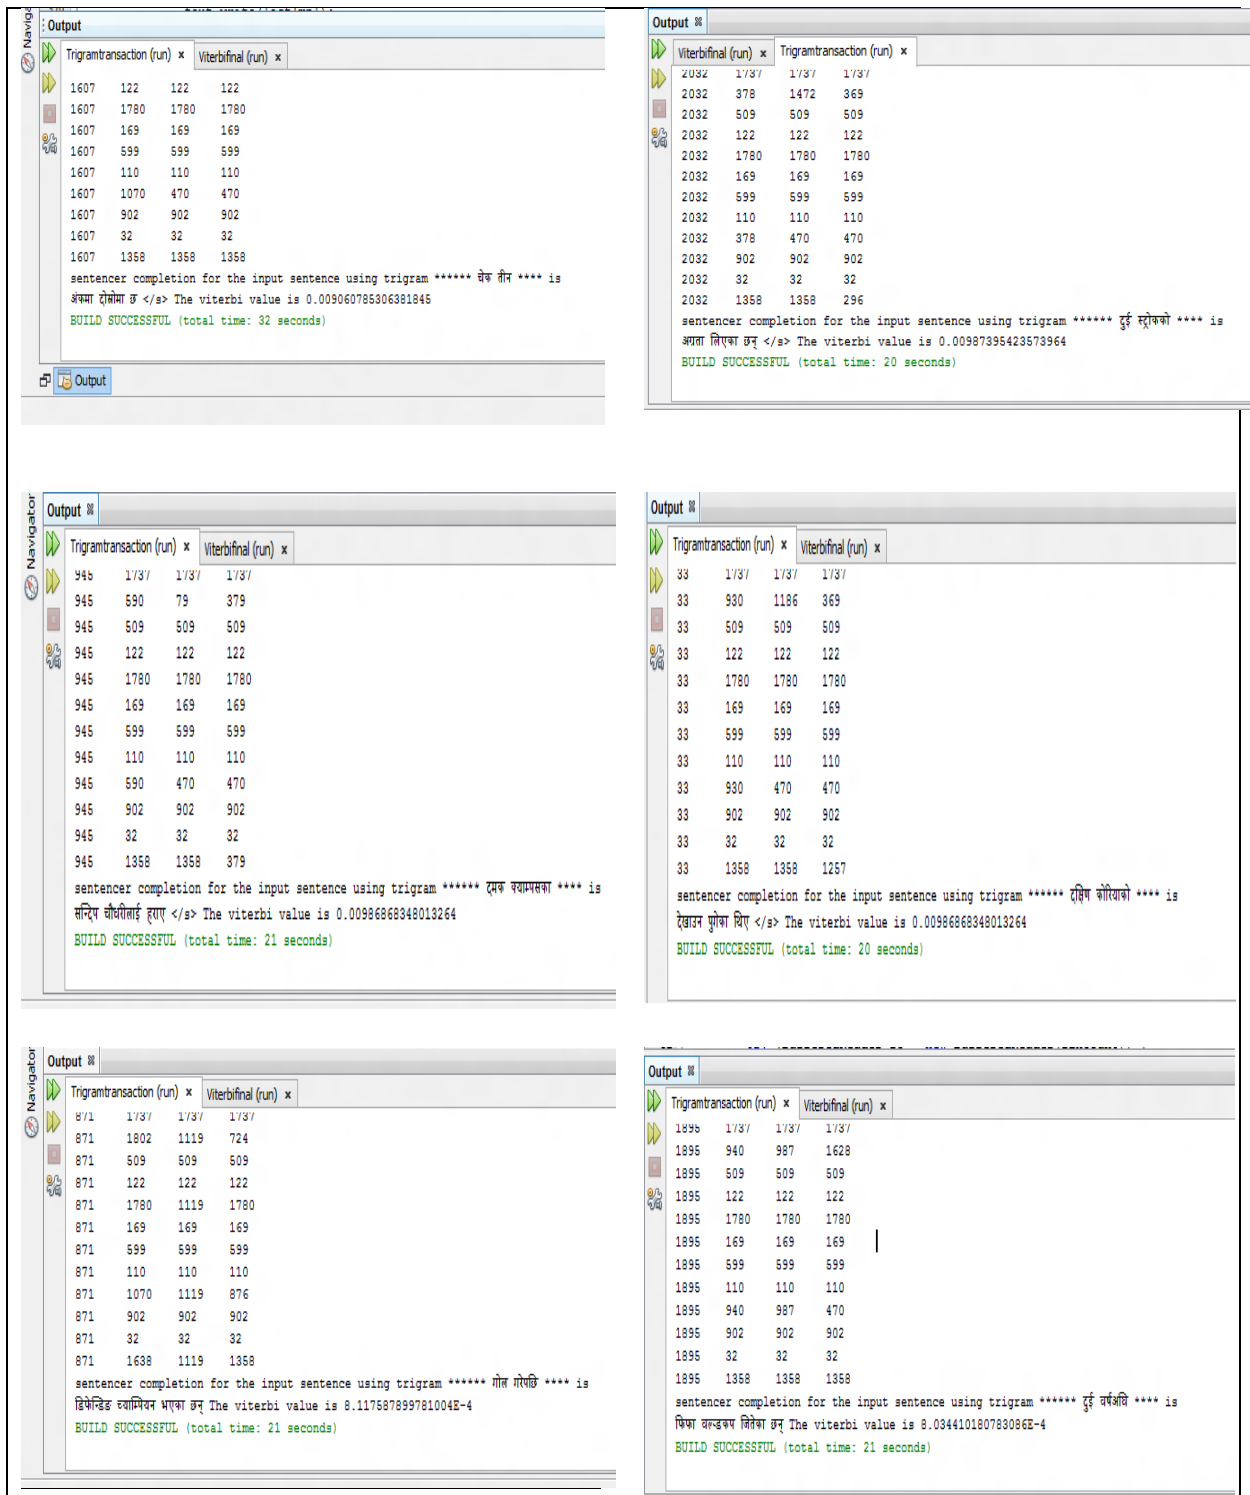 Output
Trigramtransaction (run) x Viterbifinal (run) x
1607 122 122 122
1607 1780 1780 1780
1607 169 169 169
1607 599 599 599
1607 110 110 110
1607 1070 470 470
1607 902 902 902
1607 32 32 32
1607 1358 1358 1358
sentencer completion for the input sentence using trigram ****** चेक तीन **** is
अंकमा दोस्रोमा छ </s> The viterbi value is 0.009060785306381845
BUILD SUCCESSFUL (total time: 32 seconds)
Output
Output
Viterbifinal (run) x Trigramtransaction (run) x
2032 1737 1737 1737
2032 378 1472 369
2032 509 509 509
2032 122 122 122
2032 1780 1780 1780
2032 169 169 169
2032 599 599 599
2032 110 110 110
2032 378 470 470
2032 902 902 902
2032 32 32 32
2032 1358 1358 296
sentencer completion for the input sentence using trigram ****** दुई स्ट्रोकको **** is
अग्रता लिएका छन् </s> The viterbi value is 0.00987395423573964
BUILD SUCCESSFUL (total time: 20 seconds)
Navigator
Output
Trigramtransaction (run) x Viterbifinal (run) x
945 1737 1737 1737
945 590 79 379
945 509 509 509
945 122 122 122
945 1780 1780 1780
945 169 169 169
945 599 599 599
945 110 110 110
945 590 470 470
945 902 902 902
945 32 32 32
945 1358 1358 379
sentencer completion for the input sentence using trigram ****** दमक क्याम्पसका **** is
सन्दिप चौधरीलाई हराए </s> The viterbi value is 0.00986868348013264
BUILD SUCCESSFUL (total time: 21 seconds)
Output
Trigramtransaction (run) x Viterbifinal (run) x
33 1737 1737 1737
33 930 1186 369
33 509 509 509
33 122 122 122
33 1780 1780 1780
33 169 169 169
33 599 599 599
33 110 110 110
33 930 470 470
33 902 902 902
33 32 32 32
33 1358 1358 1257
sentencer completion for the input sentence using trigram ****** दक्षिण कोरियाको **** is
देखाउन पुगेका थिए </s> The viterbi value is 0.00986868348013264
BUILD SUCCESSFUL (total time: 20 seconds)
Navigator
Output
Trigramtransaction (run) x Viterbifinal (run) x
871 1737 1737 1737
871 1802 1119 724
871 509 509 509
871 122 122 122
871 1780 1119 1780
871 169 169 169
871 599 599 599
871 110 110 110
871 1070 1119 876
871 902 902 902
871 32 32 32
871 1638 1119 1358
sentencer completion for the input sentence using trigram ****** गोल गरेपछि **** is
डिफेन्डिङ च्याम्पियन भएका छन् The viterbi value is 8.117587899781004E-4
BUILD SUCCESSFUL (total time: 21 seconds)
Output
Trigramtransaction (run) x Viterbifinal (run) x
1895 1737 1737 1737
1895 940 987 1628
1895 509 509 509
1895 122 122 122
1895 1780 1780 1780
1895 169 169 169
1895 599 599 599
1895 110 110 110
1895 940 987 470
1895 902 902 902
1895 32 32 32
1895 1358 1358 1358
sentencer completion for the input sentence using trigram ****** दुई वर्षअघि **** is
फिफा वल्डकप जितेका छन् The viterbi value is 8.034410180783086E-4
BUILD SUCCESSFUL (total time: 21 seconds)